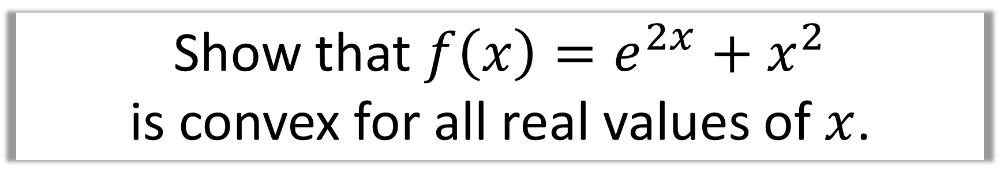 Show that f(x) = e^{2x} + x^2
is convex for all real values of x.